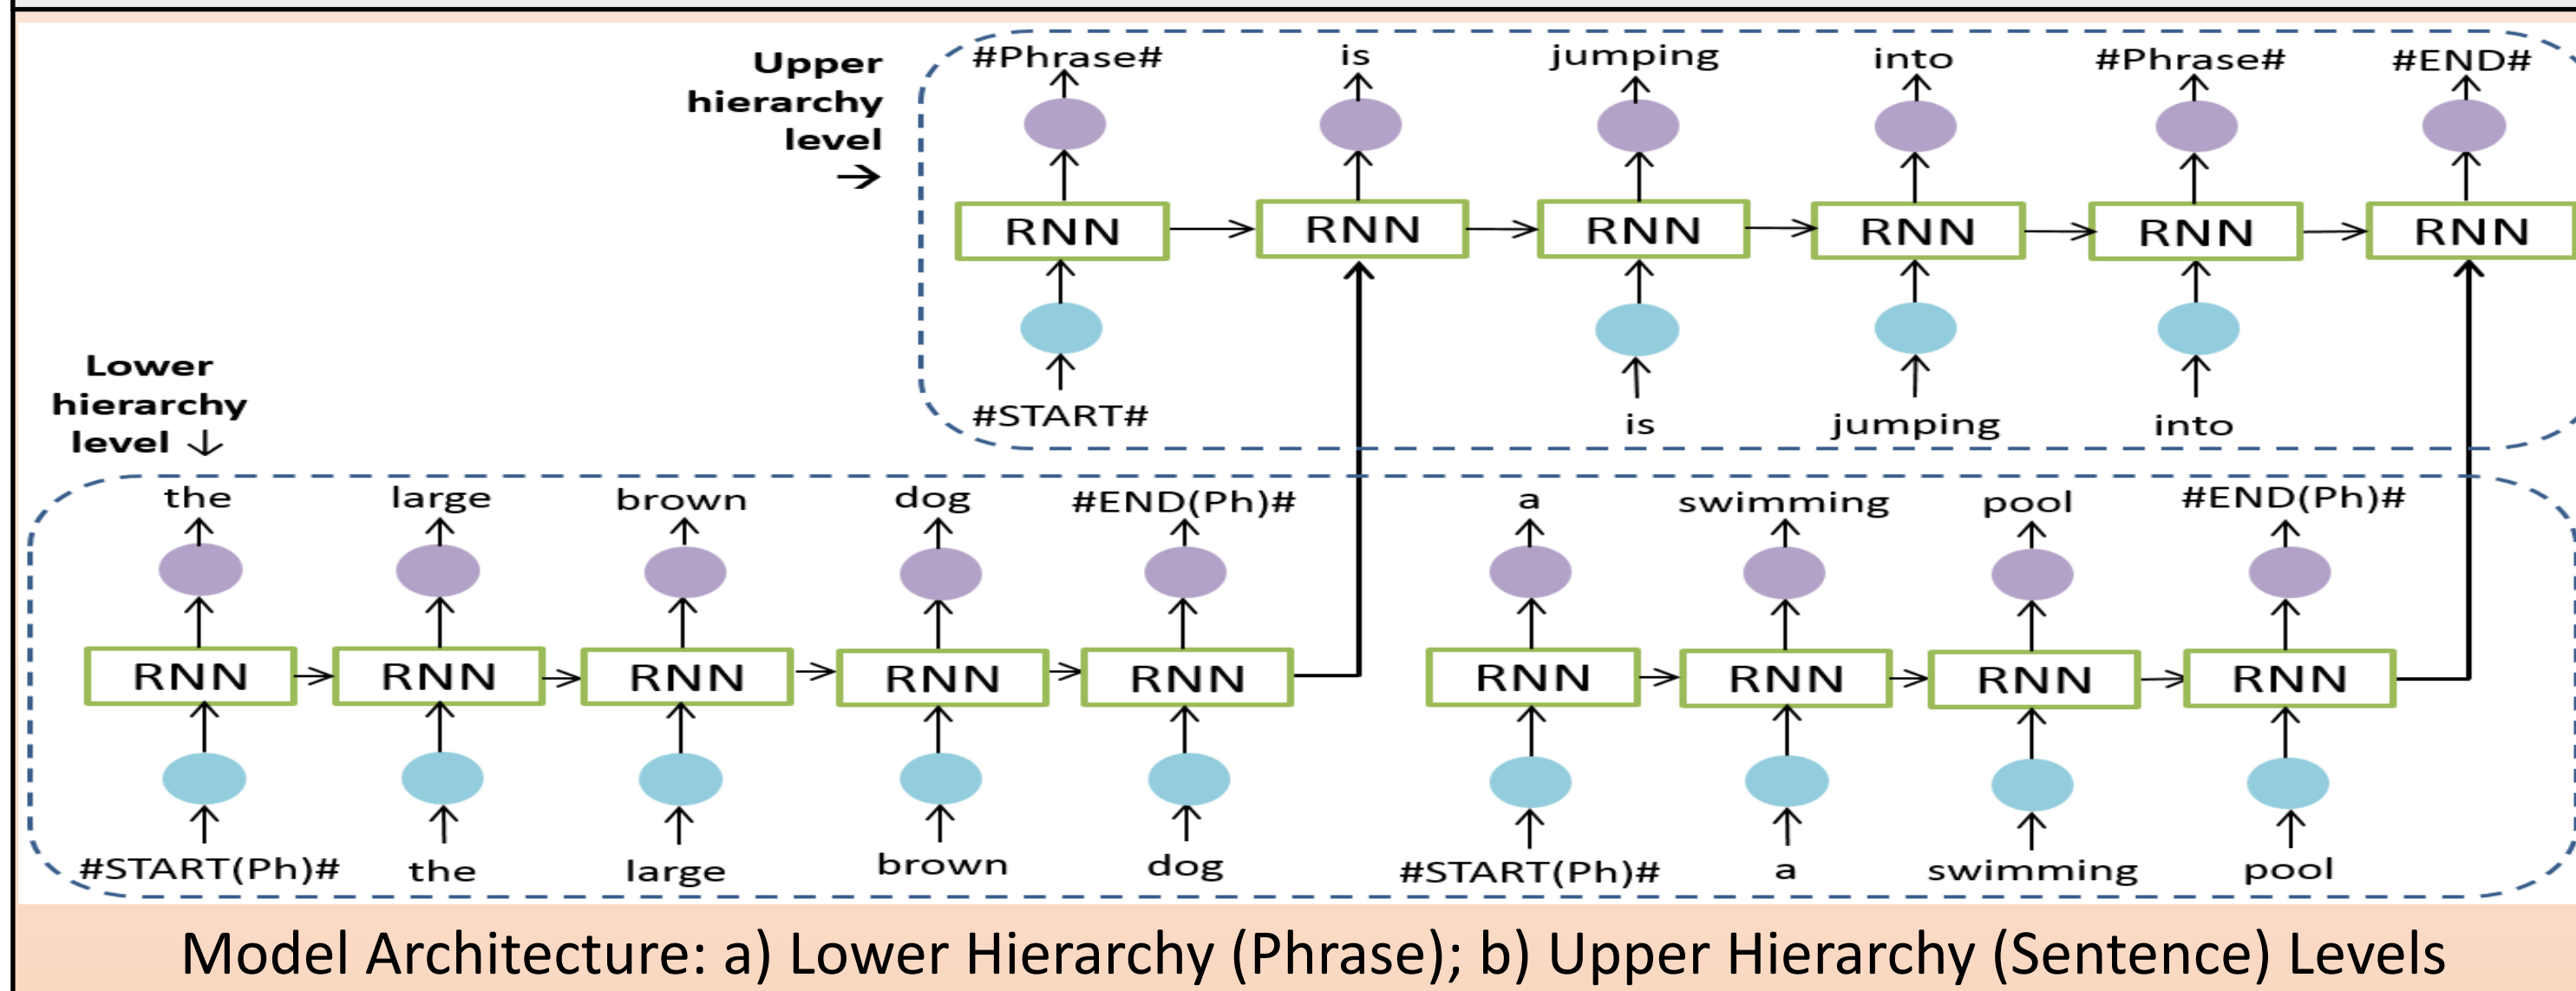 Upper
hierarchy
level
→
#Phrase# is jumping into #Phrase# #END#
RNN RNN RNN RNN RNN RNN
#START# is jumping into
Lower
hierarchy
level ↓
the large brown dog #END(Ph)# a swimming pool #END(Ph)#
RNN RNN RNN RNN RNN RNN RNN RNN RNN
#START(Ph)# the large brown dog #START(Ph)# a swimming pool
Model Architecture: a) Lower Hierarchy (Phrase); b) Upper Hierarchy (Sentence) Levels